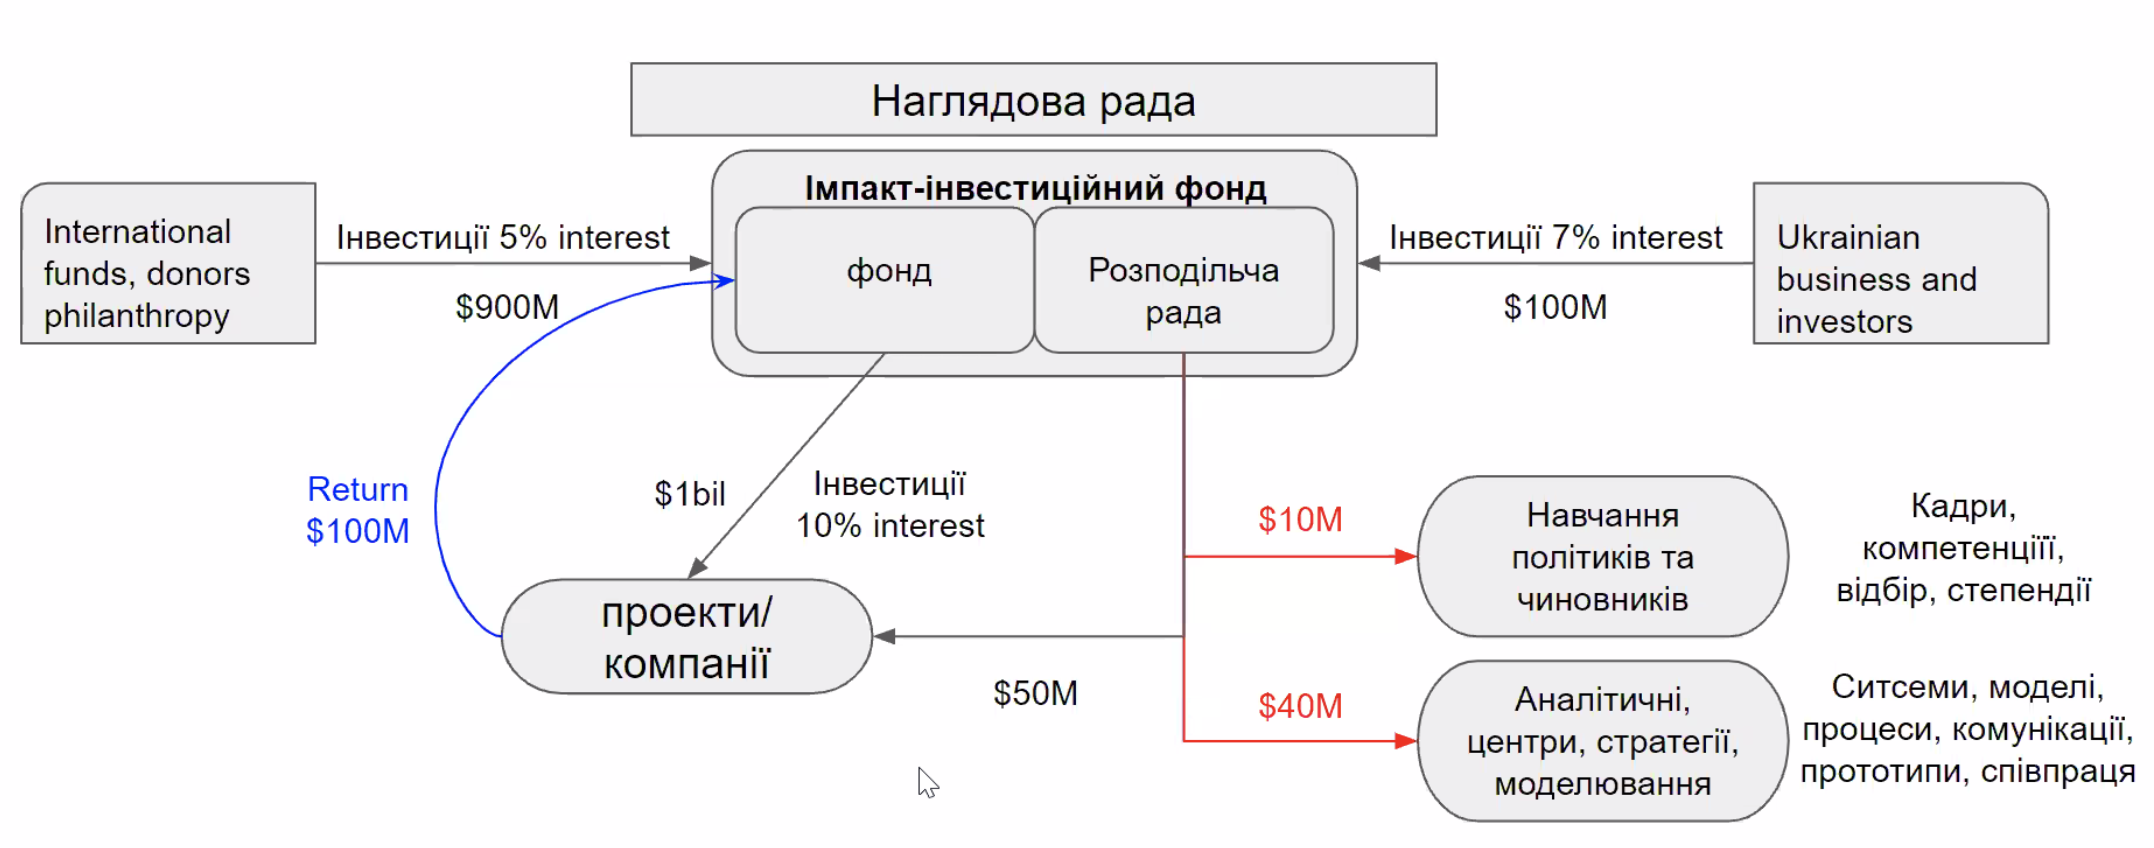 Наглядова рада
Імпакт-інвестиційний фонд
International
funds, donors
philanthropy
Інвестиції 5% interest
$900M
фонд
Розподільча
рада
Інвестиції 7% interest
$100M
Ukrainian
business and
investors
Return
$100M
$1bil
Інвестиції
10% interest
проекти/
компанії
$50M
$10M
Навчання
політиків та
чиновників
Кадри,
компетенціїї,
відбір, степендії
$40M
Аналітичні,
центри, стратегії,
моделювання
Ситсеми, моделі,
процеси, комунікації,
прототипи, співпраця